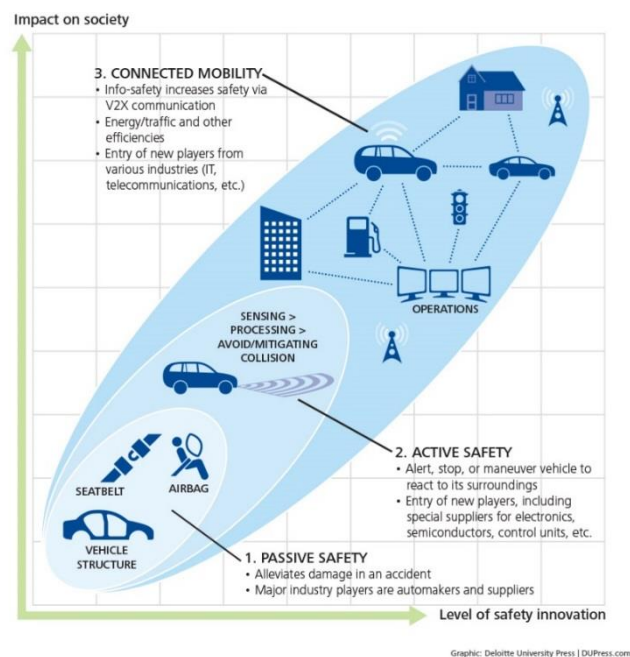 Impact on society
3. CONNECTED MOBILITY
• Info-safety increases safety via
V2X communication
• Energy/traffic and other
efficiencies
• Entry of new players from
various industries (IT,
telecommunications, etc.)
OPERATIONS
SENSING >
PROCESSING >
AVOID/MITIGATING
COLLISION
2. ACTIVE SAFETY
• Alert, stop, or maneuver vehicle to
react to its surroundings
• Entry of new players, including
special suppliers for electronics,
semiconductors, control units, etc.
SEATBELT
AIRBAG
VEHICLE
STRUCTURE
1. PASSIVE SAFETY
• Alleviates damage in an accident
• Major industry players are automakers and suppliers
Level of safety innovation
Graphic: Deloitte University Press | DUPress.com